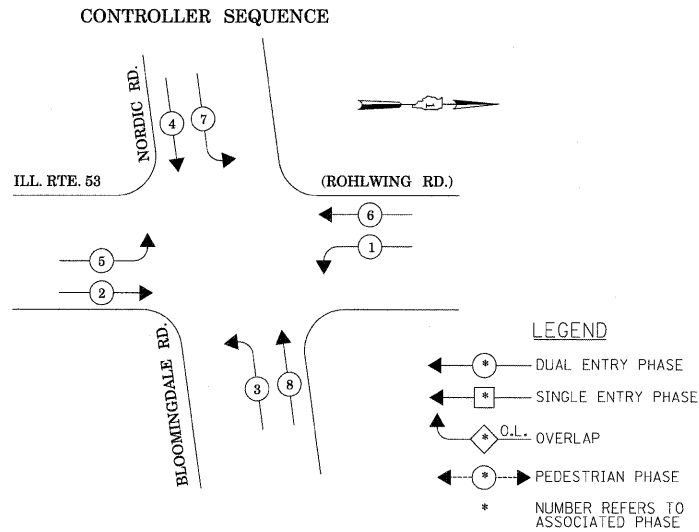 CONTROLLER SEQUENCE
NORDIC RD.
4
7
ILL. RTE. 53
(ROHLWING RD.)
6
1
5
2
3
8
BLOOMINGDALE RD.
LEGEND
* DUAL ENTRY PHASE
* SINGLE ENTRY PHASE
* O.L. OVERLAP
* PEDESTRIAN PHASE
* NUMBER REFERS TO
ASSOCIATED PHASE